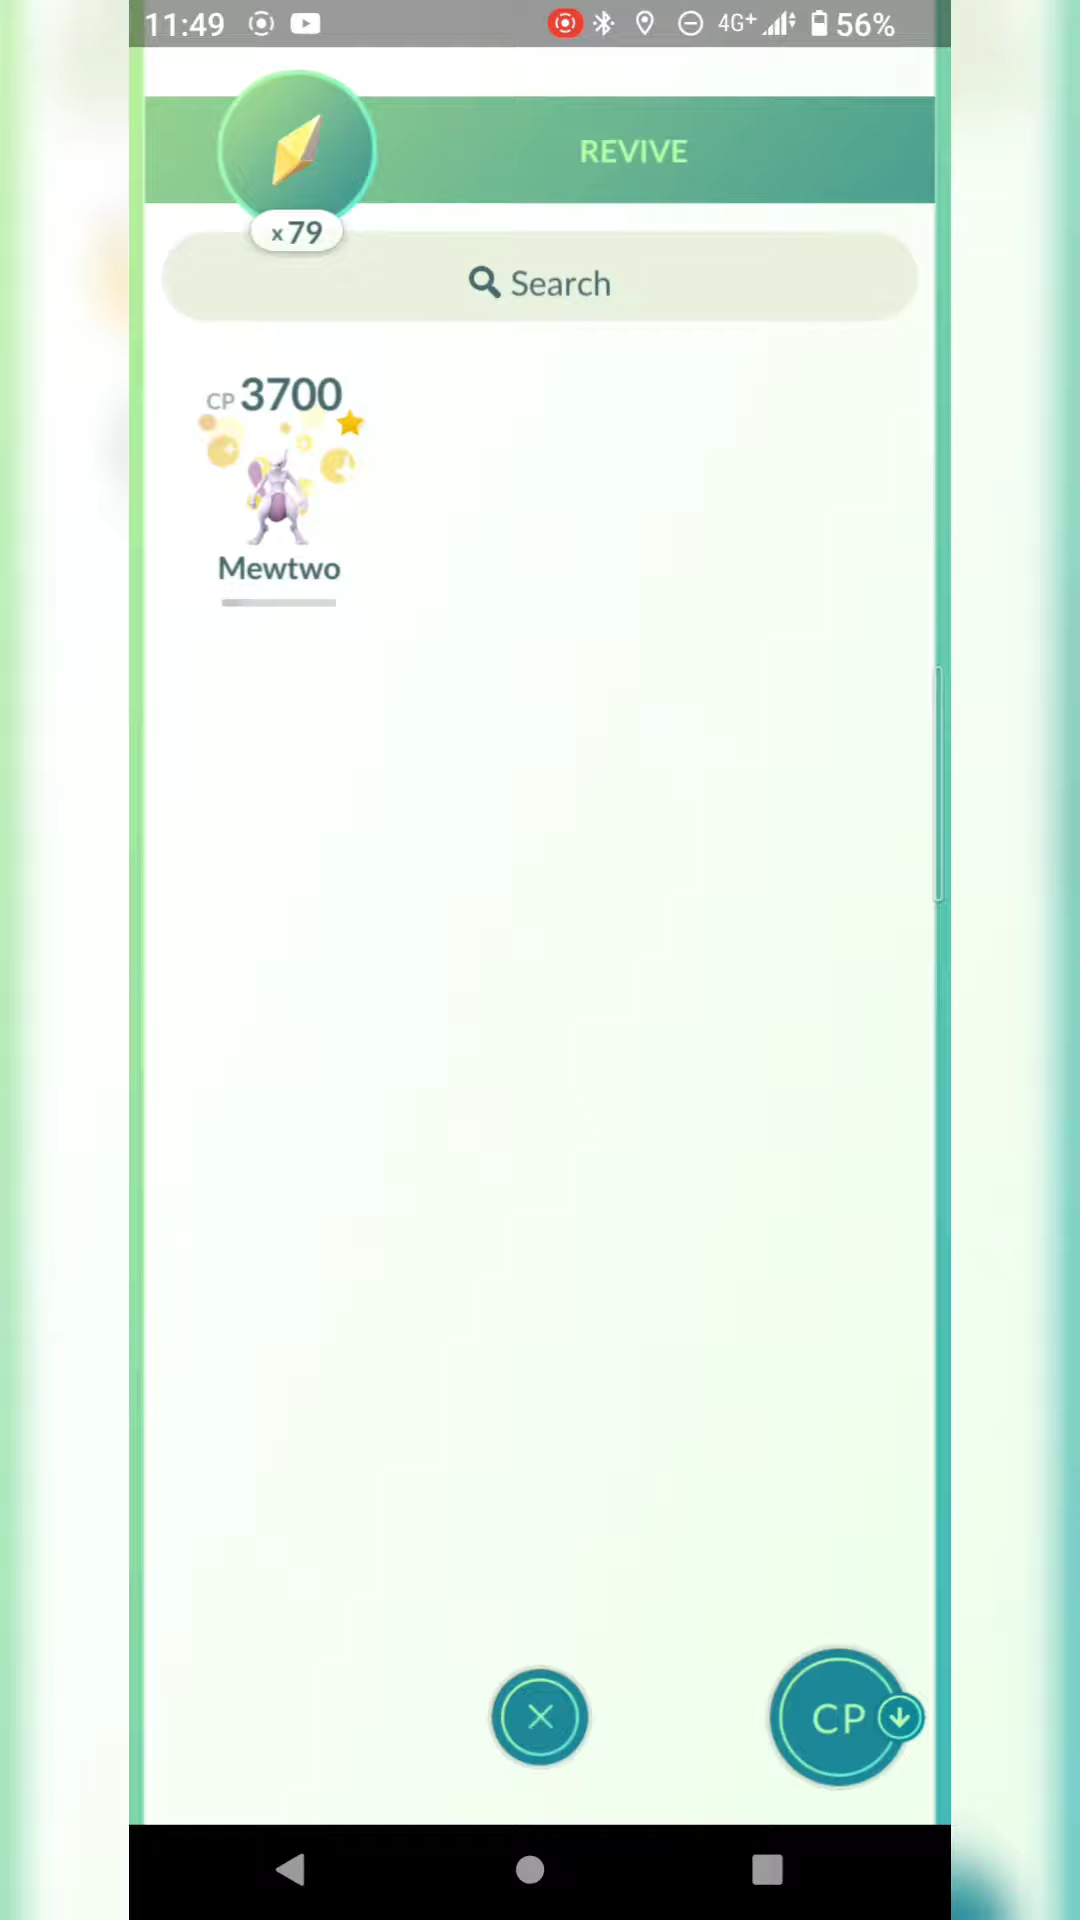 11:49 4G+ 56%
REVIVE
x79
Search
CP 3700
Mewtwo
CP